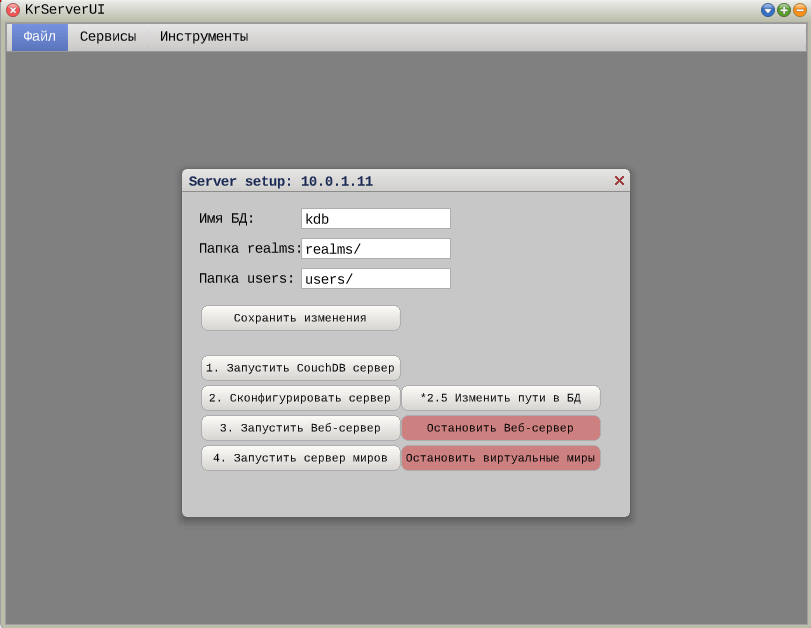 KrServerUI
Файл Сервисы Инструменты
Server setup: 10.0.1.11
Имя БД: kdb
Папка realms: realms/
Папка users: users/
Сохранить изменения
1. Запустить CouchDB сервер
2. Сконфигурировать сервер *2.5 Изменить пути в БД
3. Запустить Веб-сервер Остановить Веб-сервер
4. Запустить сервер миров Остановить виртуальные миры